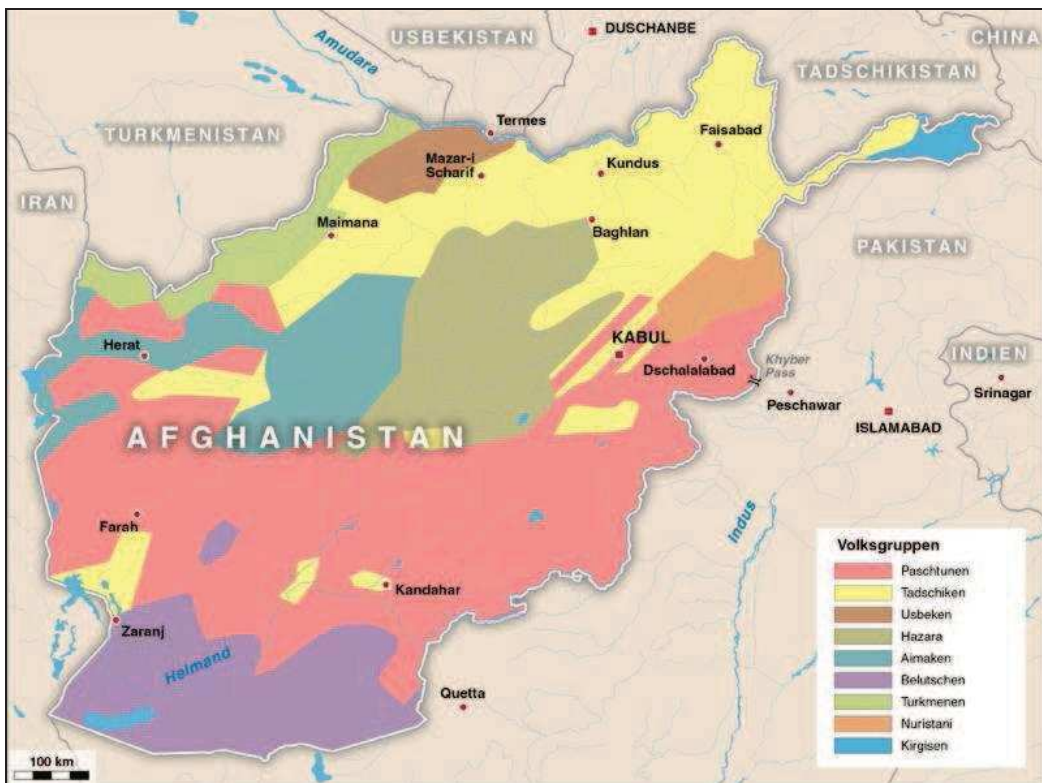 USBEKISTAN
DUSCHANBE
CHINA
Amudara
TADSCHIKISTAN
TURKMENISTAN
Termes
Faisabad
Mazar-i
Scharif
Kundus
IRAN
Maimana
Baghlan
PAKISTAN
Herat
KABUL
Dschalalabad
Khyber
Pass
INDIEN
Srinagar
Peschawar
ISLAMABAD
AFGHANISTAN
Farah
Indus
Kandahar
Zaranj
Helmand
Quetta
Volksgruppen
Paschtunen
Tadschiken
Usbeken
Hazara
Aimaken
Belutschen
Turkmenen
Nuristani
Kirgisen
100 km